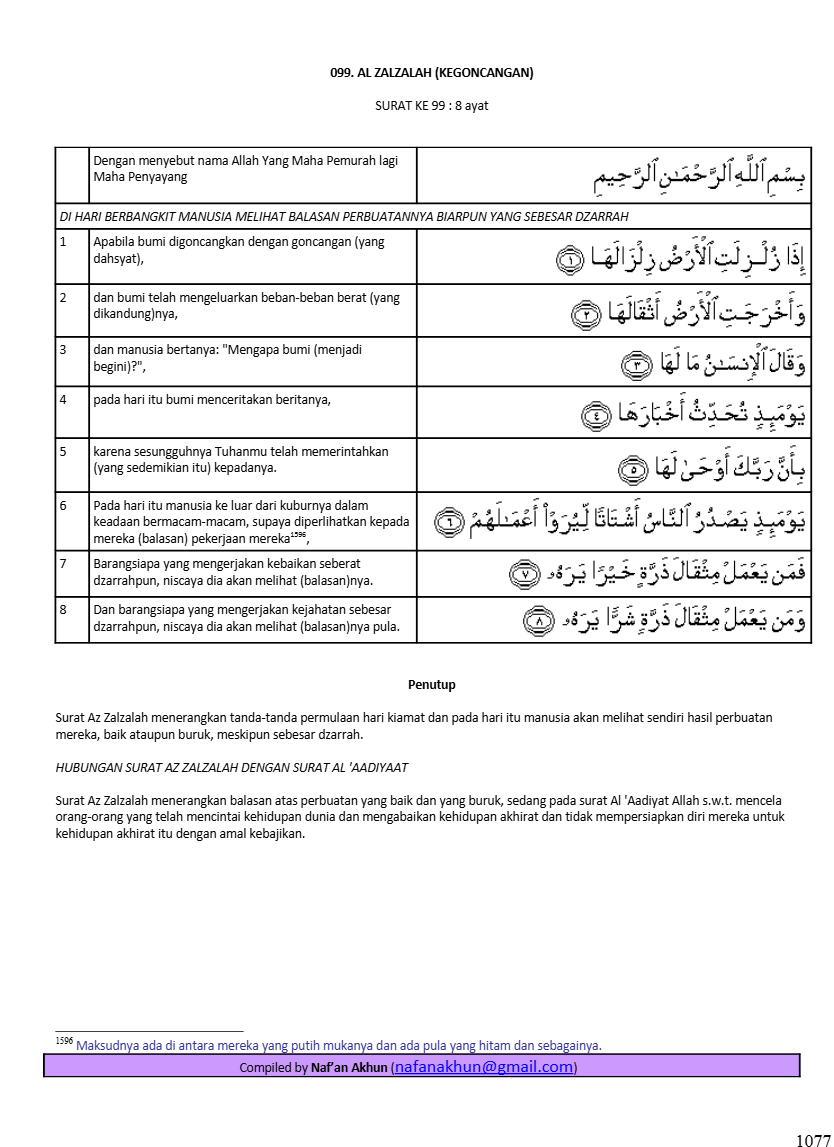 099. AL ZALZALAH (KEGONCANGAN)
SURAT KE 99 : 8 ayat
Dengan menyebut nama Allah Yang Maha Pemurah lagi
Maha Penyayang
بِسْمِ ٱللَّهِ ٱلرَّحْمَـٰنِ ٱلرَّحِيمِ
DI HARI BERBANGKIT MANUSIA MELIHAT BALASAN PERBUATANNYA BIARPUN YANG SEBESAR DZARRAH
1 Apabila bumi digoncangkan dengan goncangan (yang
dahsyat),
إِذَا زُلْزِلَتِ ٱلْأَرْضُ زِلْزَالَهَا ١
2 dan bumi telah mengeluarkan beban-beban berat (yang
dikandung)nya,
وَأَخْرَجَتِ ٱلْأَرْضُ أَثْقَالَهَا ٢
3 dan manusia bertanya: "Mengapa bumi (menjadi
begini)?",
وَقَالَ ٱلْإِنسَـٰنُ مَا لَهَا ٣
4 pada hari itu bumi menceritakan beritanya,
يَوْمَئِذٍ تُحَدِّثُ أَخْبَارَهَا ٤
5 karena sesungguhnya Tuhanmu telah memerintahkan
(yang sedemikian itu) kepadanya.
بِأَنَّ رَبَّكَ أَوْحَىٰ لَهَا ٥
6 Pada hari itu manusia ke luar dari kuburnya dalam
keadaan bermacam-macam, supaya diperlihatkan kepada
mereka (balasan) pekerjaan mereka1596,
يَوْمَئِذٍ يَصْدُرُ ٱلنَّاسُ أَشْتَاتًا لِّيُرَوْا۟ أَعْمَـٰلَهُمْ ٦
7 Barangsiapa yang mengerjakan kebaikan seberat
dzarrahpun, niscaya dia akan melihat (balasan)nya.
فَمَن يَعْمَلْ مِثْقَالَ ذَرَّةٍ خَيْرًا يَرَهُۥ ٧
8 Dan barangsiapa yang mengerjakan kejahatan sebesar
dzarrahpun, niscaya dia akan melihat (balasan)nya pula.
وَمَن يَعْمَلْ مِثْقَالَ ذَرَّةٍ شَرًّا يَرَهُۥ ٨
Penutup
Surat Az Zalzalah menerangkan tanda-tanda permulaan hari kiamat dan pada hari itu manusia akan melihat sendiri hasil perbuatan
mereka, baik ataupun buruk, meskipun sebesar dzarrah.
HUBUNGAN SURAT AZ ZALZALAH DENGAN SURAT AL 'AADIYAAT
Surat Az Zalzalah menerangkan balasan atas perbuatan yang baik dan yang buruk, sedang pada surat Al 'Aadiyat Allah s.w.t. mencela
orang-orang yang telah mencintai kehidupan dunia dan mengabaikan kehidupan akhirat dan tidak mempersiapkan diri mereka untuk
kehidupan akhirat itu dengan amal kebajikan.
1596 Maksudnya ada di antara mereka yang putih mukanya dan ada pula yang hitam dan sebagainya.
Compiled by Naf’an Akhun (nafanakhun@gmail.com)
1077